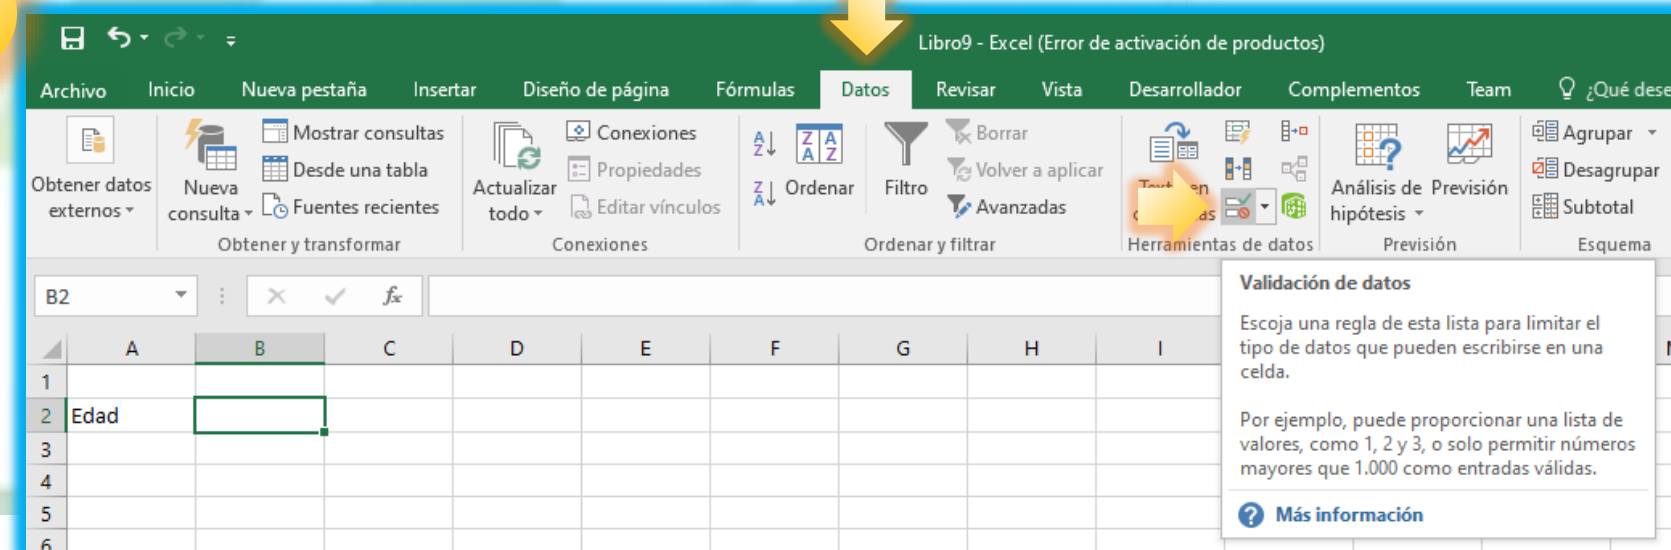 Libro9 - Excel (Error de activación de productos)
Archivo Inicio Nueva pestaña Insertar Diseño de página Fórmulas Datos Revisar Vista Desarrollador Complementos Team ¿Qué dese
Obtener datos externos
Nueva consulta
Mostrar consultas
Desde una tabla
Fuentes recientes
Obtener y transformar
Actualizar todo
Conexiones
Propiedades
Editar vínculos
Conexiones
Ordenar
Filtro
Borrar
Volver a aplicar
Avanzadas
Ordenar y filtrar
Herramientas de datos
Análisis de hipótesis
Previsión
Previsión
Agrupar
Desagrupar
Subtotal
Esquema
B2 fx
A B C D E F G H I
1
2 Edad
3
4
5
6
Validación de datos
Escoja una regla de esta lista para limitar el
tipo de datos que pueden escribirse en una
celda.
Por ejemplo, puede proporcionar una lista de
valores, como 1, 2 y 3, o solo permitir números
mayores que 1.000 como entradas válidas.
Más información